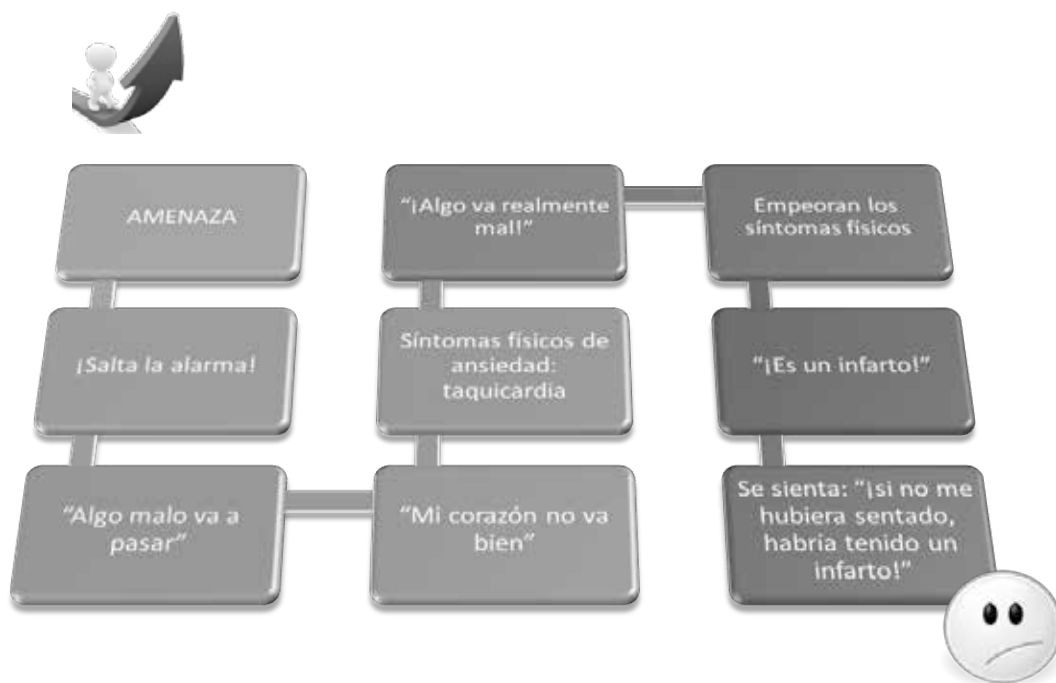 AMENAZA
¡Salta la alarma!
"Algo malo va a
pasar"
"Mi corazón no va
bien"
Síntomas físicos de
ansiedad:
taquicardia
"¡Algo va realmente
mal!"
Empeoran los
síntomas físicos
"¡Es un infarto!"
Se sienta: "¡si no me
hubiera sentado,
habría tenido un
infarto!"